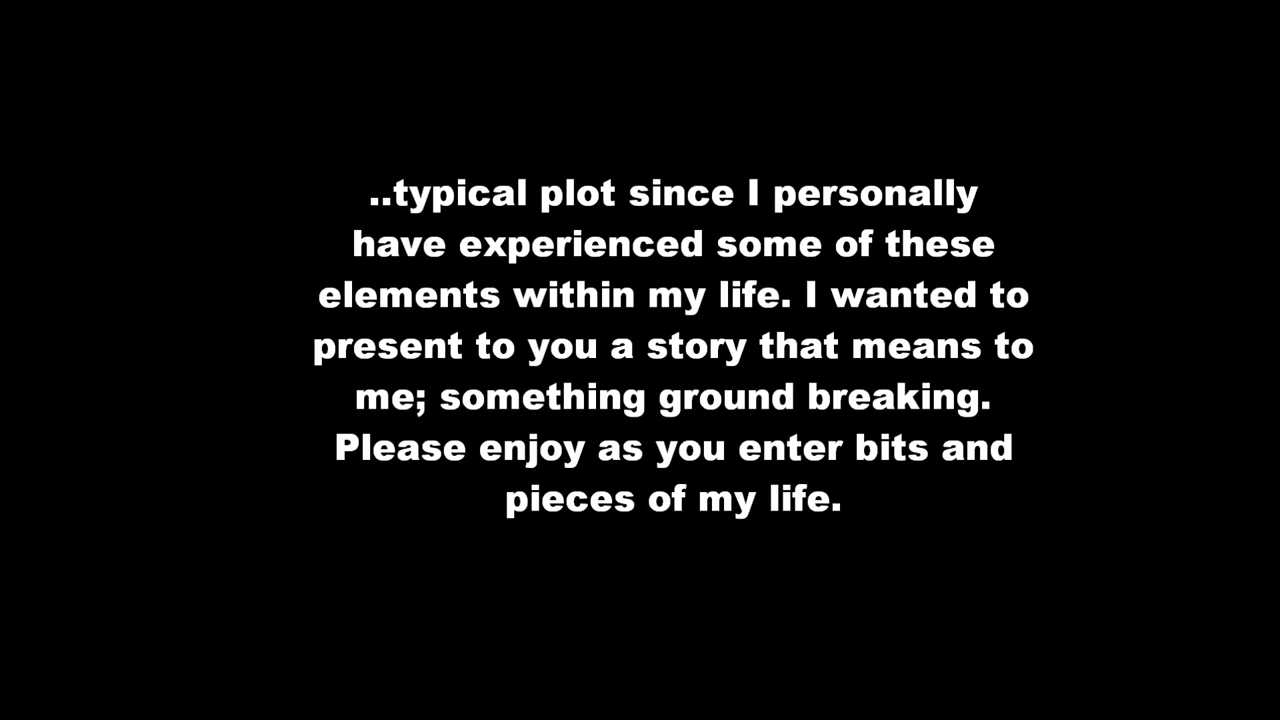 ..typical plot since I personally
have experienced some of these
elements within my life. I wanted to
present to you a story that means to
me; something ground breaking.
Please enjoy as you enter bits and
pieces of my life.